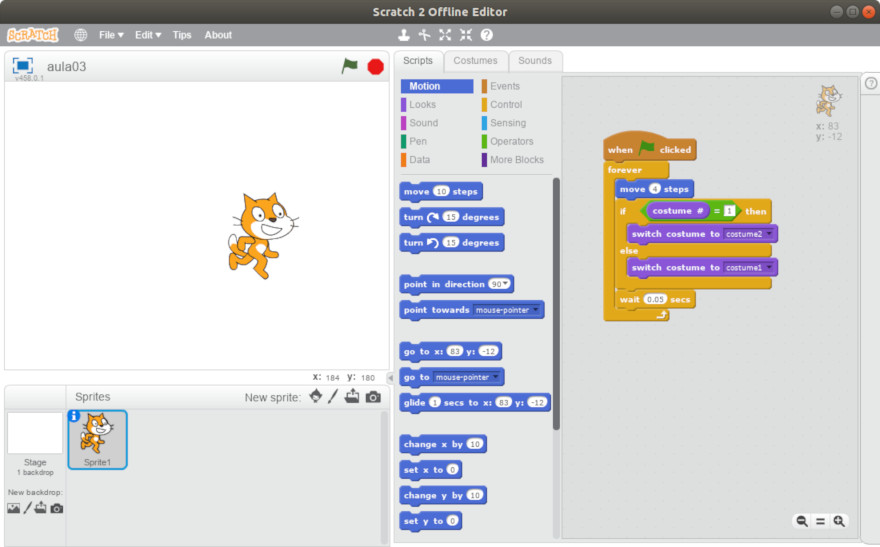 Scratch 2 Offline Editor
SCRATCH File Edit Tips About
aula03
v458.0.1
x: 184 y: 180
Sprites New sprite:
Stage
1 backdrop
New backdrop:
Sprite1
Scripts Costumes Sounds
Motion Events
Looks Control
Sound Sensing
Pen Operators
Data More Blocks
move 10 steps
turn 15 degrees
turn 15 degrees
point in direction 90
point towards mouse-pointer
go to x: 83 y: -12
go to mouse-pointer
glide 1 secs to x: 83 y: -12
change x by 10
set x to 0
change y by 10
set y to 0
x: 83
y: -12
when clicked
forever
move 4 steps
if costume # = 1 then
switch costume to costume2
else
switch costume to costume1
wait 0.05 secs